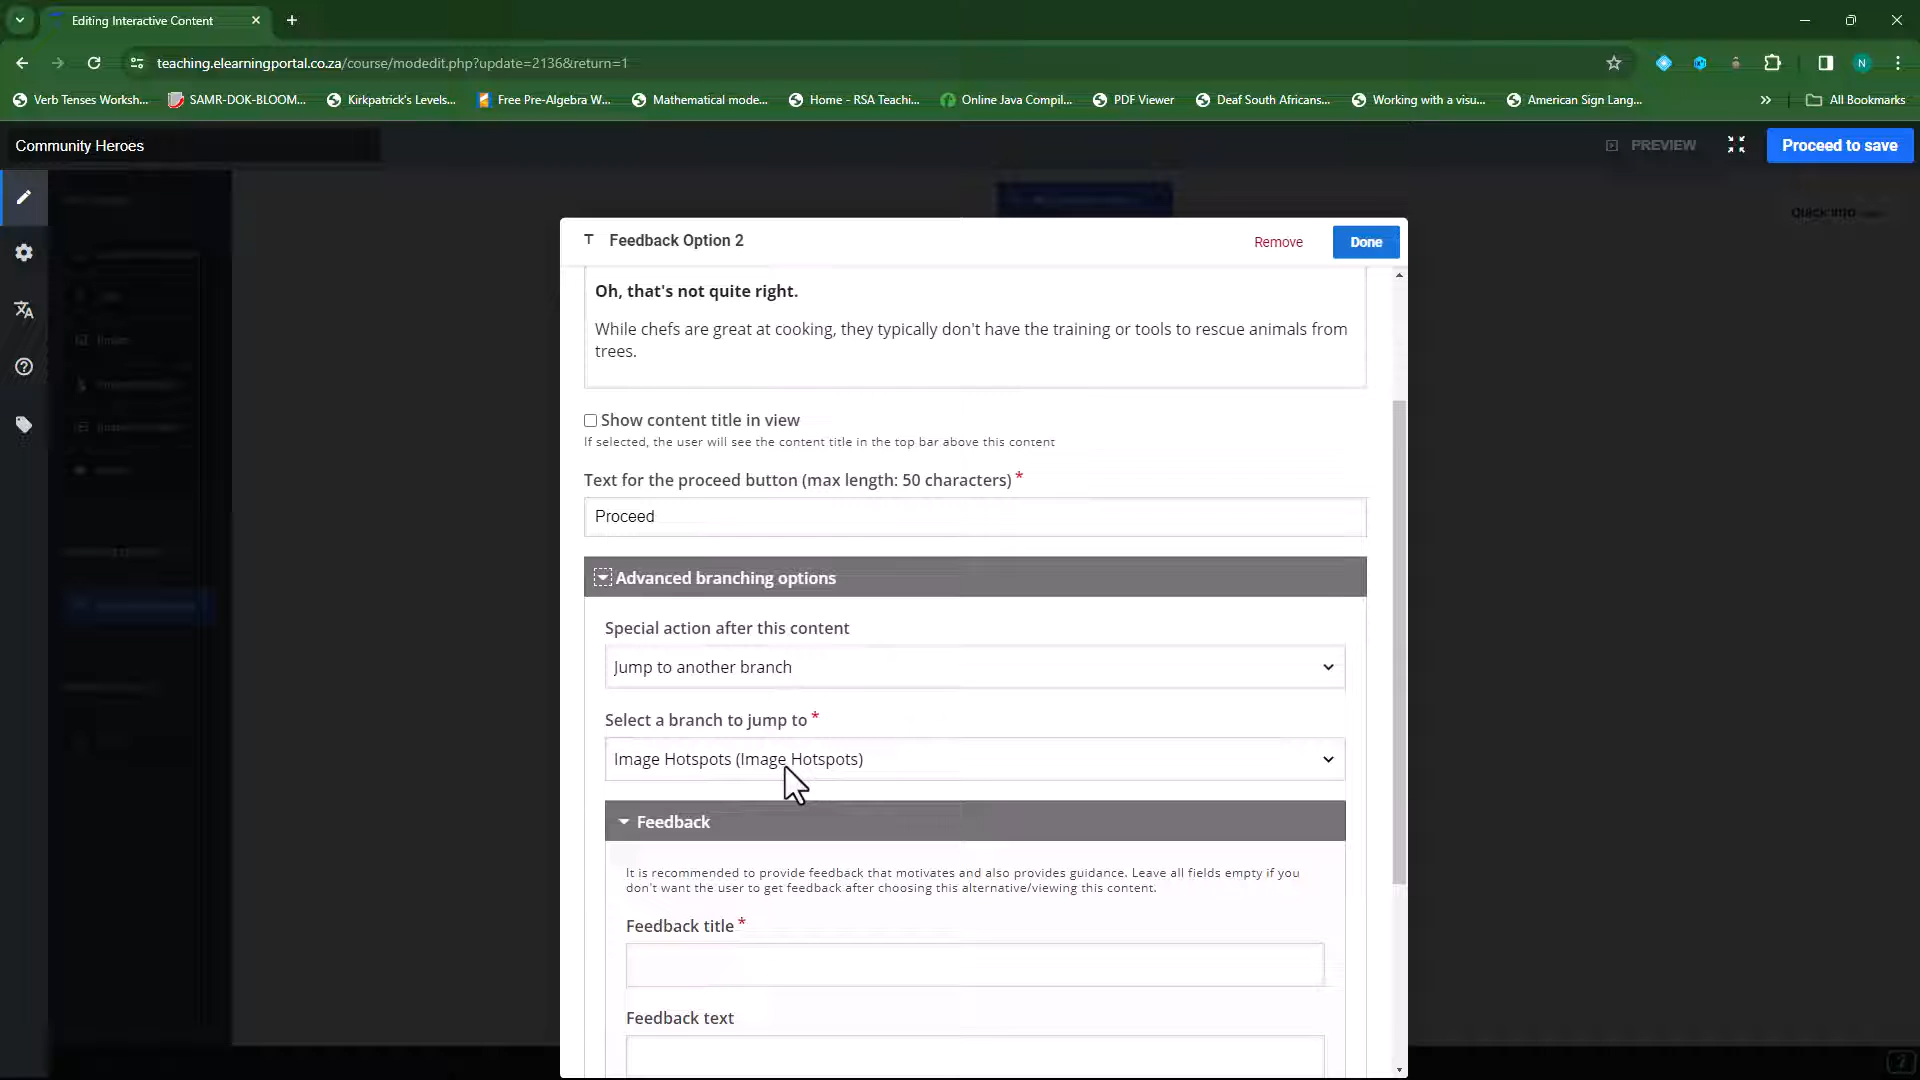 Editing Interactive Content
teaching.elearningportal.co.za/course/modedit.php?update=2136&return=1
N
Verb Tenses Worksh...
SAMR-DOK-BLOOM...
Kirkpatrick's Levels...
Free Pre-Algebra W...
Mathematical mode...
Home - RSA Teachi...
Online Java Compil...
PDF Viewer
Deaf South Africans...
Working with a visu...
American Sign Lang...
All Bookmarks
Community Heroes
PREVIEW
Proceed to save
T Feedback Option 2
Remove
Done
Oh, that's not quite right.
While chefs are great at cooking, they typically don't have the training or tools to rescue animals from
trees.
Show content title in view
If selected, the user will see the content title in the top bar above this content
Text for the proceed button (max length: 50 characters) *
Proceed
Advanced branching options
Special action after this content
Jump to another branch
Select a branch to jump to *
Image Hotspots (Image Hotspots)
Feedback
It is recommended to provide feedback that motivates and also provides guidance. Leave all fields empty if you
don't want the user to get feedback after choosing this alternative/viewing this content.
Feedback title *
Feedback text